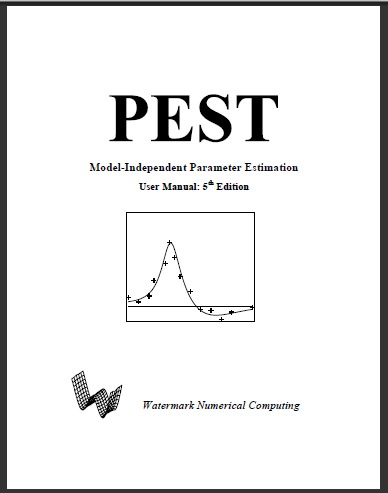 PEST
Model-Independent Parameter Estimation
User Manual: 5th Edition
Watermark Numerical Computing